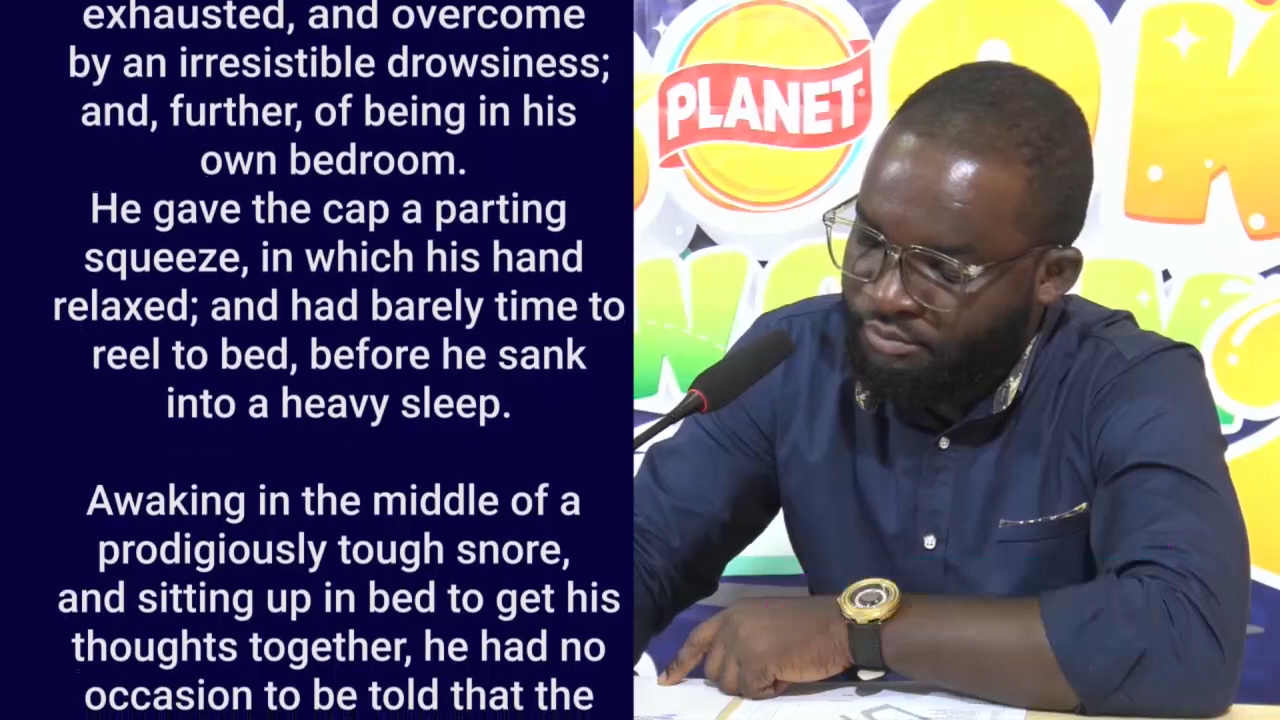 exhausted, and overcome
by an irresistible drowsiness;
and, further, of being in his
own bedroom.
He gave the cap a parting
squeeze, in which his hand
relaxed; and had barely time to
reel to bed, before he sank
into a heavy sleep.
Awaking in the middle of a
prodigiously tough snore,
and sitting up in bed to get his
thoughts together, he had no
occasion to be told that the
PLANET